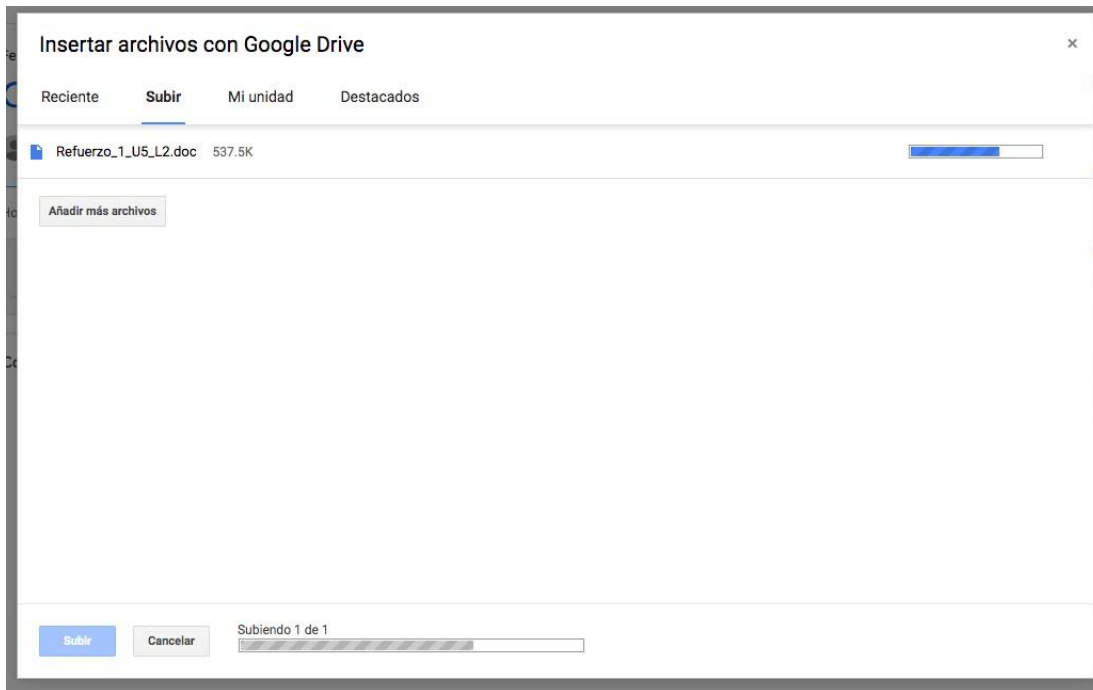 Insertar archivos con Google Drive
×
Reciente Subir Mi unidad Destacados
Refuerzo_1_U5_L2.doc 537.5K
Añadir más archivos
Subiendo 1 de 1
Subir Cancelar